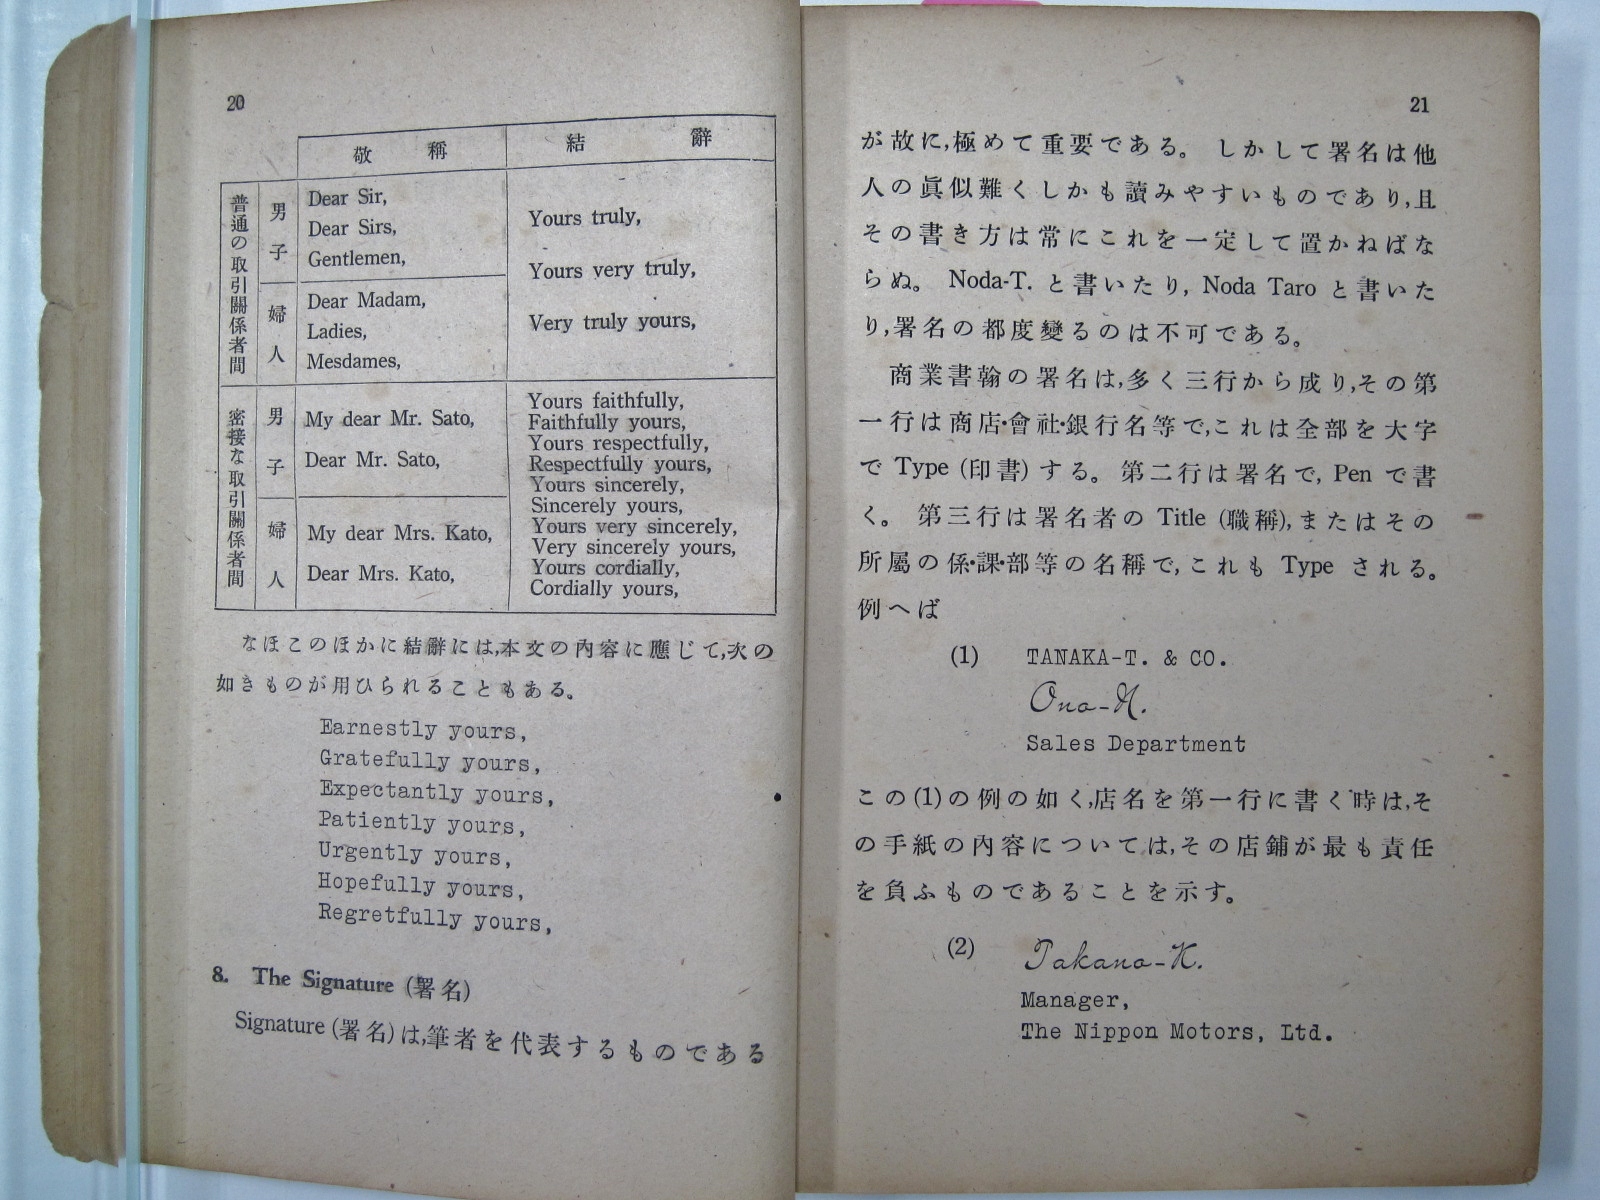 20
敬稱 結辭
普通の取引關係者間
男子
Dear Sir,
Dear Sirs,
Gentlemen,
婦人
Dear Madam,
Ladies,
Mesdames,
Yours truly,
Yours very truly,
Very truly yours,
密接な取引關係者間
男子
My dear Mr. Sato,
Dear Mr. Sato,
婦人
My dear Mrs. Kato,
Dear Mrs. Kato,
Yours faithfully,
Faithfully yours,
Yours respectfully,
Respectfully yours,
Yours sincerely,
Sincerely yours,
Yours very sincerely,
Very sincerely yours,
Yours cordially,
Cordially yours,
なほこのほかに結辭には,本文の內容に應じて,次の
如きものが用ひられることもある。
Earnestly yours,
Gratefully yours,
Expectantly yours,
Patiently yours,
Urgently yours,
Hopefully yours,
Regretfully yours,
8. The Signature (署名)
Signature (署名) は,筆者を代表するものである
21
が故に,極めて重要である。 しかして署名は他
人の眞似難くしかも讀みやすいものであり,且
その書き方は常にこれを一定して置かねばな
らぬ。 Noda-T. と書いたり, Noda Taro と書いた
り,署名の都度變るのは不可である。
商業書翰の署名は,多く三行から成り,その第
一行は商店・會社・銀行名等で,これは全部を大字
で Type (印書) する。 第二行は署名で, Pen で書
く。 第三行は署名者の Title (職稱), またはその
所屬の係・課・部等の名稱で,これも Type される。
例へば
(1) TANAKA-T. & CO.
Ono-H.
Sales Department
この(1)の例の如く,店名を第一行に書く時は,そ
の手紙の內容については,その店鋪が最も責任
を負ふものであることを示す。
(2) Takano-K.
Manager,
The Nippon Motors, Ltd.